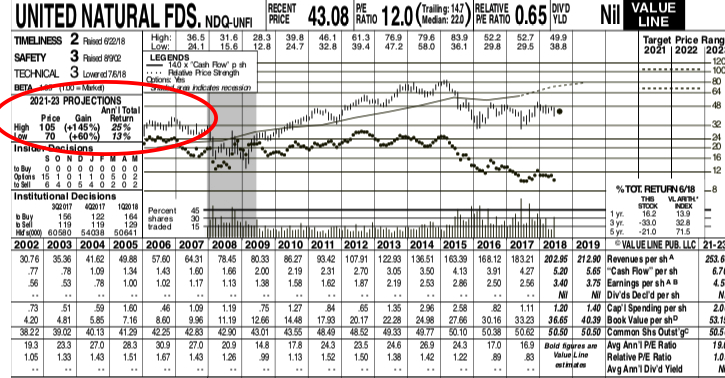 UNITED NATURAL FDS. NDQ-UNFI RECENT PRICE 43.08 P/E RATIO 12.0 (Trailing: 14.7 Median: 22.0) RELATIVE P/E RATIO 0.65 DIV'D YLD Nil VALUE LINE
TIMELINESS 2 Raised 6/22/18
SAFETY 3 Raised 8/9/02
TECHNICAL 3 Lowered 7/6/18
BETA (1.00 = Market)
High: 36.5 31.6 28.3 39.8 46.1 61.3 76.9 79.6 83.9 52.2 52.7 49.9
Low: 24.1 15.6 12.8 24.7 32.8 39.4 47.2 58.0 36.1 29.8 29.5 38.8
LEGENDS
14.0 x "Cash Flow" p sh
Relative Price Strength
Options: Yes
Shaded area indicates recession
Target Price Range
2021 2022
120
100
80
64
48
32
24
20
16
12
8
2021-23 PROJECTIONS
Ann'l Total
Price Gain Return
High 105 (+145%) 25%
Low 70 (+60%) 13%
Insider Decisions
S O N D J F M A M
to Buy 0 0 0 0 0 0 0 0 0
Options 1 5 1 0 1 1 0 5 0 2
to Sell 6 4 0 5 4 0 2 0 2
Institutional Decisions
3Q2017 4Q2017 1Q2018
to Buy 156 122 164
to Sell 119 119 129
Hld's(000) 60580 54038 50641
Percent shares traded
45
30
15
% TOT. RETURN 6/18
THIS STOCK VL ARITH.* INDEX
1 yr. 16.2 13.9
3 yr. -33.0 32.8
5 yr. -21.0 71.5
2002 2003 2004 2005 2006 2007 2008 2009 2010 2011 2012 2013 2014 2015 2016 2017 2018 2019 © VALUE LINE PUB. LLC 21-23
30.76 35.36 41.62 49.88 57.60 64.31 78.45 80.33 86.27 93.42 107.91 122.93 136.51 163.39 168.12 183.21 202.95 212.90 Revenues per sh A 253.6
.77 .78 1.09 1.34 1.43 1.60 1.66 2.00 2.19 2.31 2.70 3.05 3.50 4.13 3.91 4.27 5.20 5.65 "Cash Flow" per sh 6.7
.56 .53 .78 1.00 1.02 1.17 1.13 1.38 1.58 1.62 1.87 2.19 2.53 2.86 2.50 2.56 3.40 3.75 Earnings per sh A B 4.5
.. .. .. .. .. .. .. .. .. .. .. .. .. .. .. .. Nil Nil Div'ds Decl'd per sh N
.73 .51 .59 .60 .46 1.09 1.19 .75 1.27 .84 .65 1.35 2.96 2.58 .82 1.11 1.20 1.40 Cap'l Spending per sh 2.0
4.20 4.81 5.85 7.16 8.60 9.96 11.19 12.66 14.48 17.93 20.17 22.28 24.98 27.66 30.16 33.23 36.65 40.39 Book Value per sh D 53.15
38.22 39.02 40.13 41.29 42.25 42.83 42.90 43.01 43.55 48.49 48.52 49.33 49.77 50.10 50.38 50.62 50.50 50.50 Common Shs Outst'g C 50.5
19.3 23.3 27.0 28.3 30.9 27.0 20.9 14.8 17.8 24.3 23.5 24.6 26.9 24.3 17.0 16.9 Bold figures are Value Line estimates Avg Ann'l P/E Ratio 19
1.05 1.33 1.43 1.51 1.67 1.43 1.26 .99 1.13 1.52 1.50 1.38 1.42 1.22 .89 .83 Relative P/E Ratio 1.0
.. .. .. .. .. .. .. .. .. .. .. .. .. .. .. .. Avg Ann'l Div'd Yield N